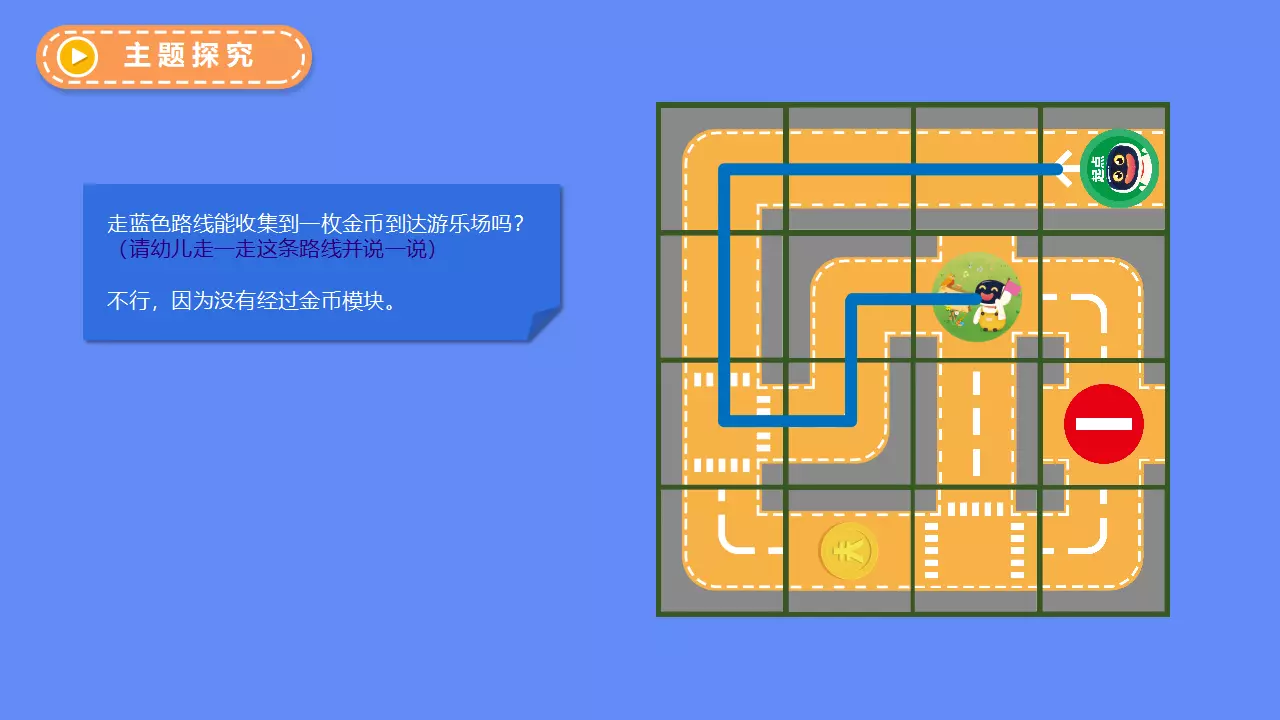 主题探究
走蓝色路线能收集到一枚金币到达游乐场吗？
（请幼儿走一走这条路线并说一说）
不行，因为没有经过金币模块。
起点